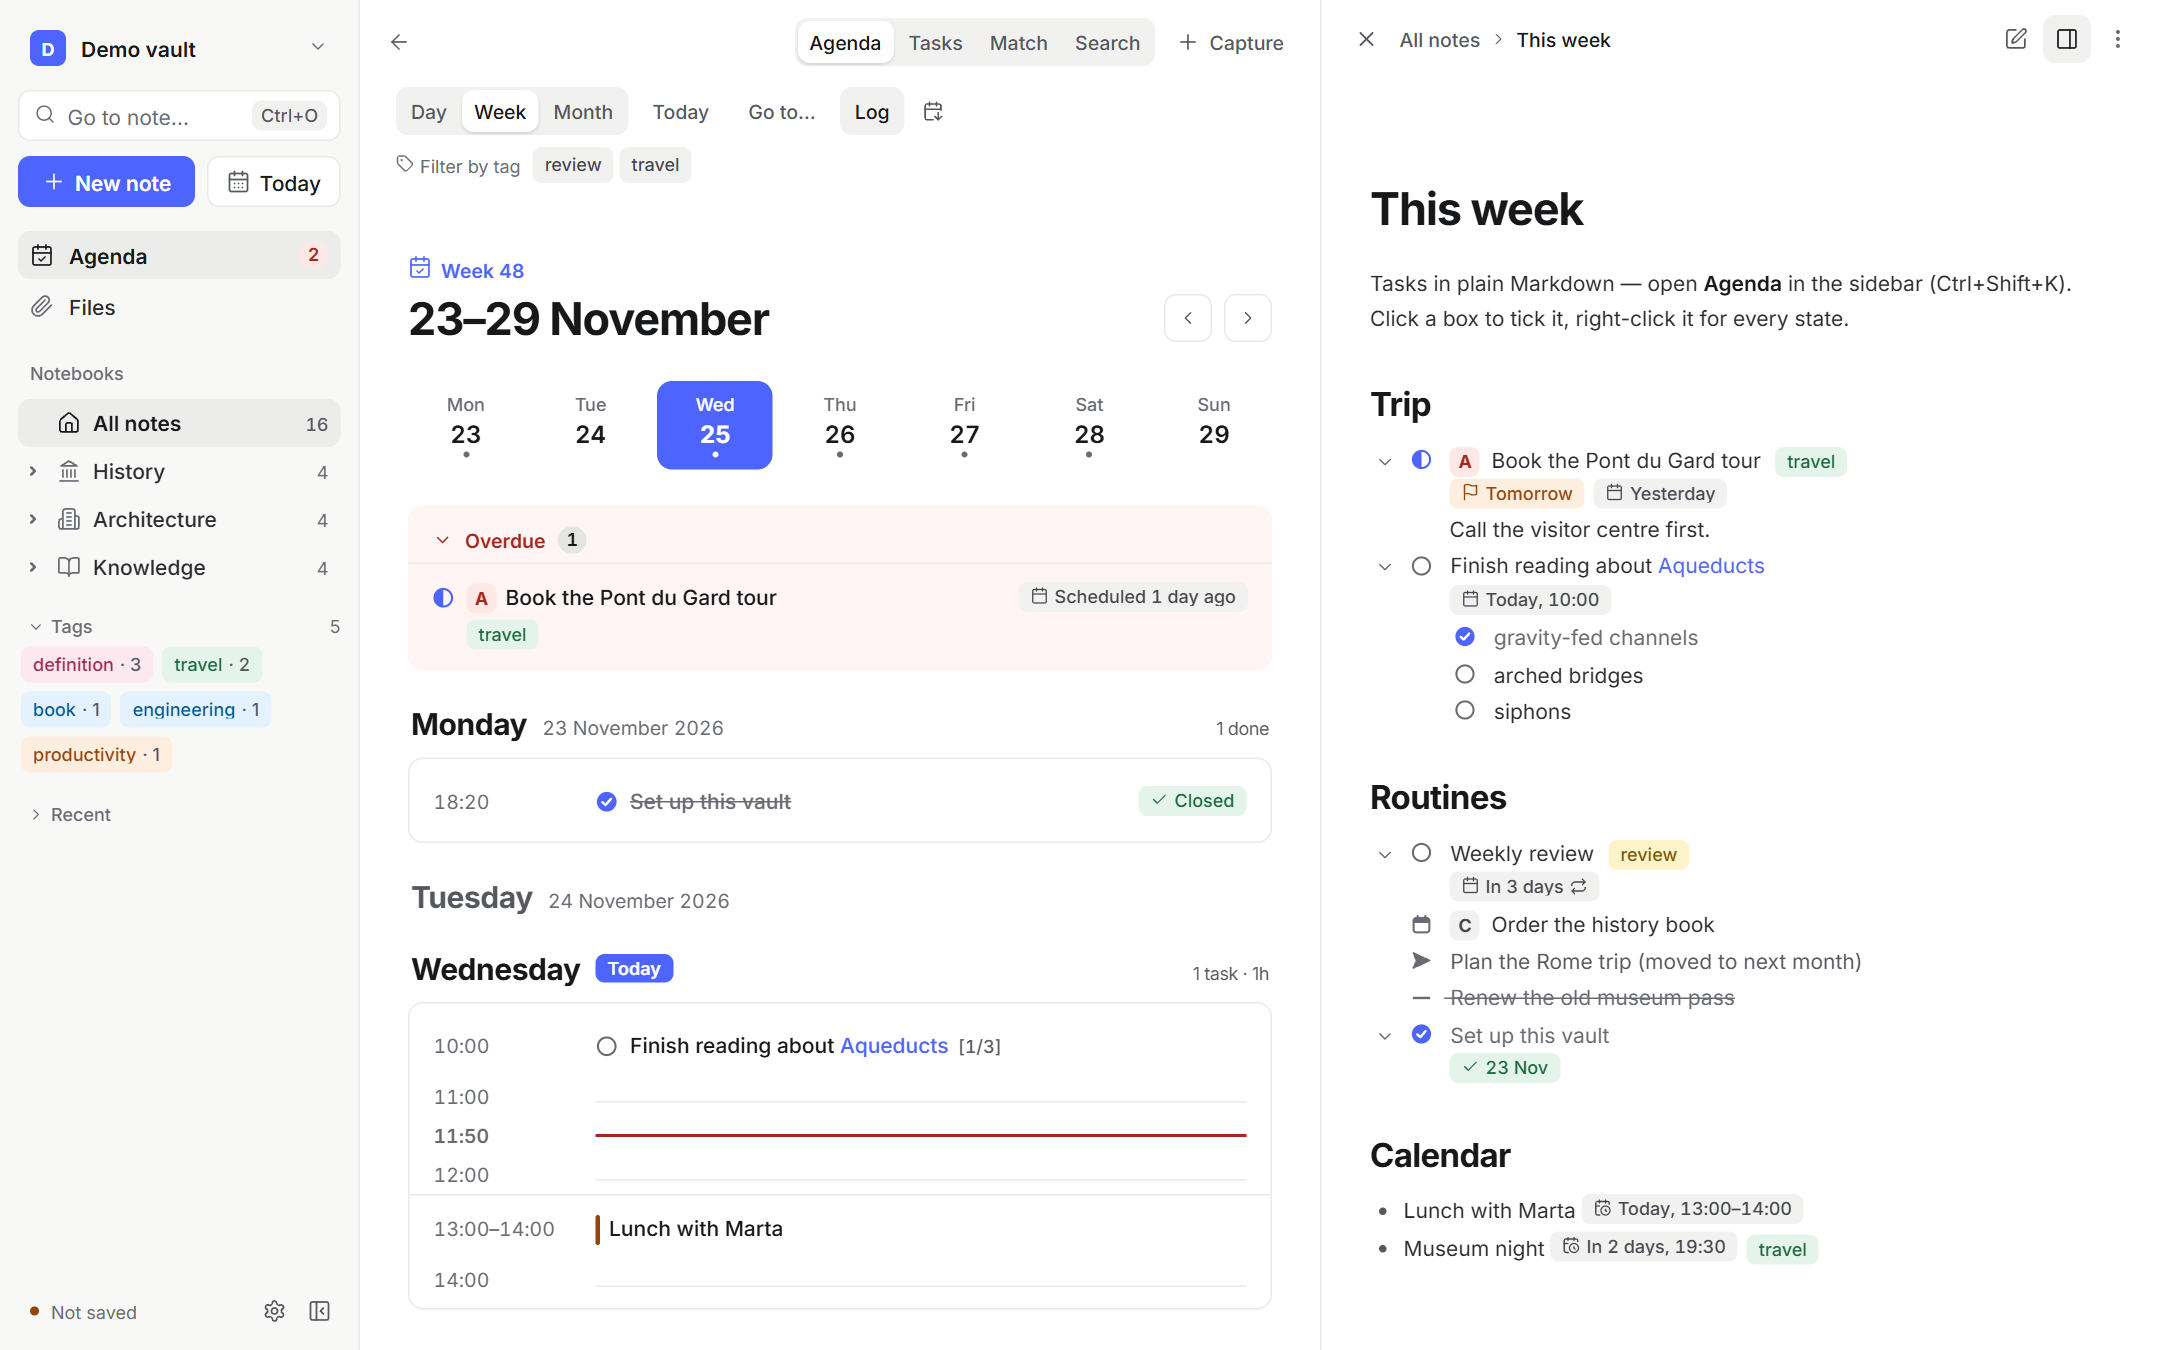 D Demo vault
Go to note... Ctrl+O
New note Today
Agenda 2
Files
Notebooks
All notes 16
History 4
Architecture 4
Knowledge 4
Tags 5
definition · 3 travel · 2
book · 1 engineering · 1
productivity · 1
Recent
Not saved
Agenda Tasks Match Search Capture
Day Week Month Today Go to... Log
Filter by tag review travel
Week 48
23–29 November
Mon Tue Wed Thu Fri Sat Sun
23 24 25 26 27 28 29
Overdue 1
A Book the Pont du Gard tour Scheduled 1 day ago
travel
Monday 23 November 2026 1 done
18:20 Set up this vault Closed
Tuesday 24 November 2026
Wednesday Today 1 task · 1h
10:00 Finish reading about Aqueducts [1/3]
11:00
11:50
12:00
13:00–14:00 Lunch with Marta
14:00
All notes This week
This week
Tasks in plain Markdown — open Agenda in the sidebar (Ctrl+Shift+K).
Click a box to tick it, right-click it for every state.
Trip
A Book the Pont du Gard tour travel
Tomorrow Yesterday
Call the visitor centre first.
Finish reading about Aqueducts
Today, 10:00
gravity-fed channels
arched bridges
siphons
Routines
Weekly review review
In 3 days
C Order the history book
Plan the Rome trip (moved to next month)
Renew the old museum pass
Set up this vault
23 Nov
Calendar
Lunch with Marta Today, 13:00–14:00
Museum night In 2 days, 19:30 travel